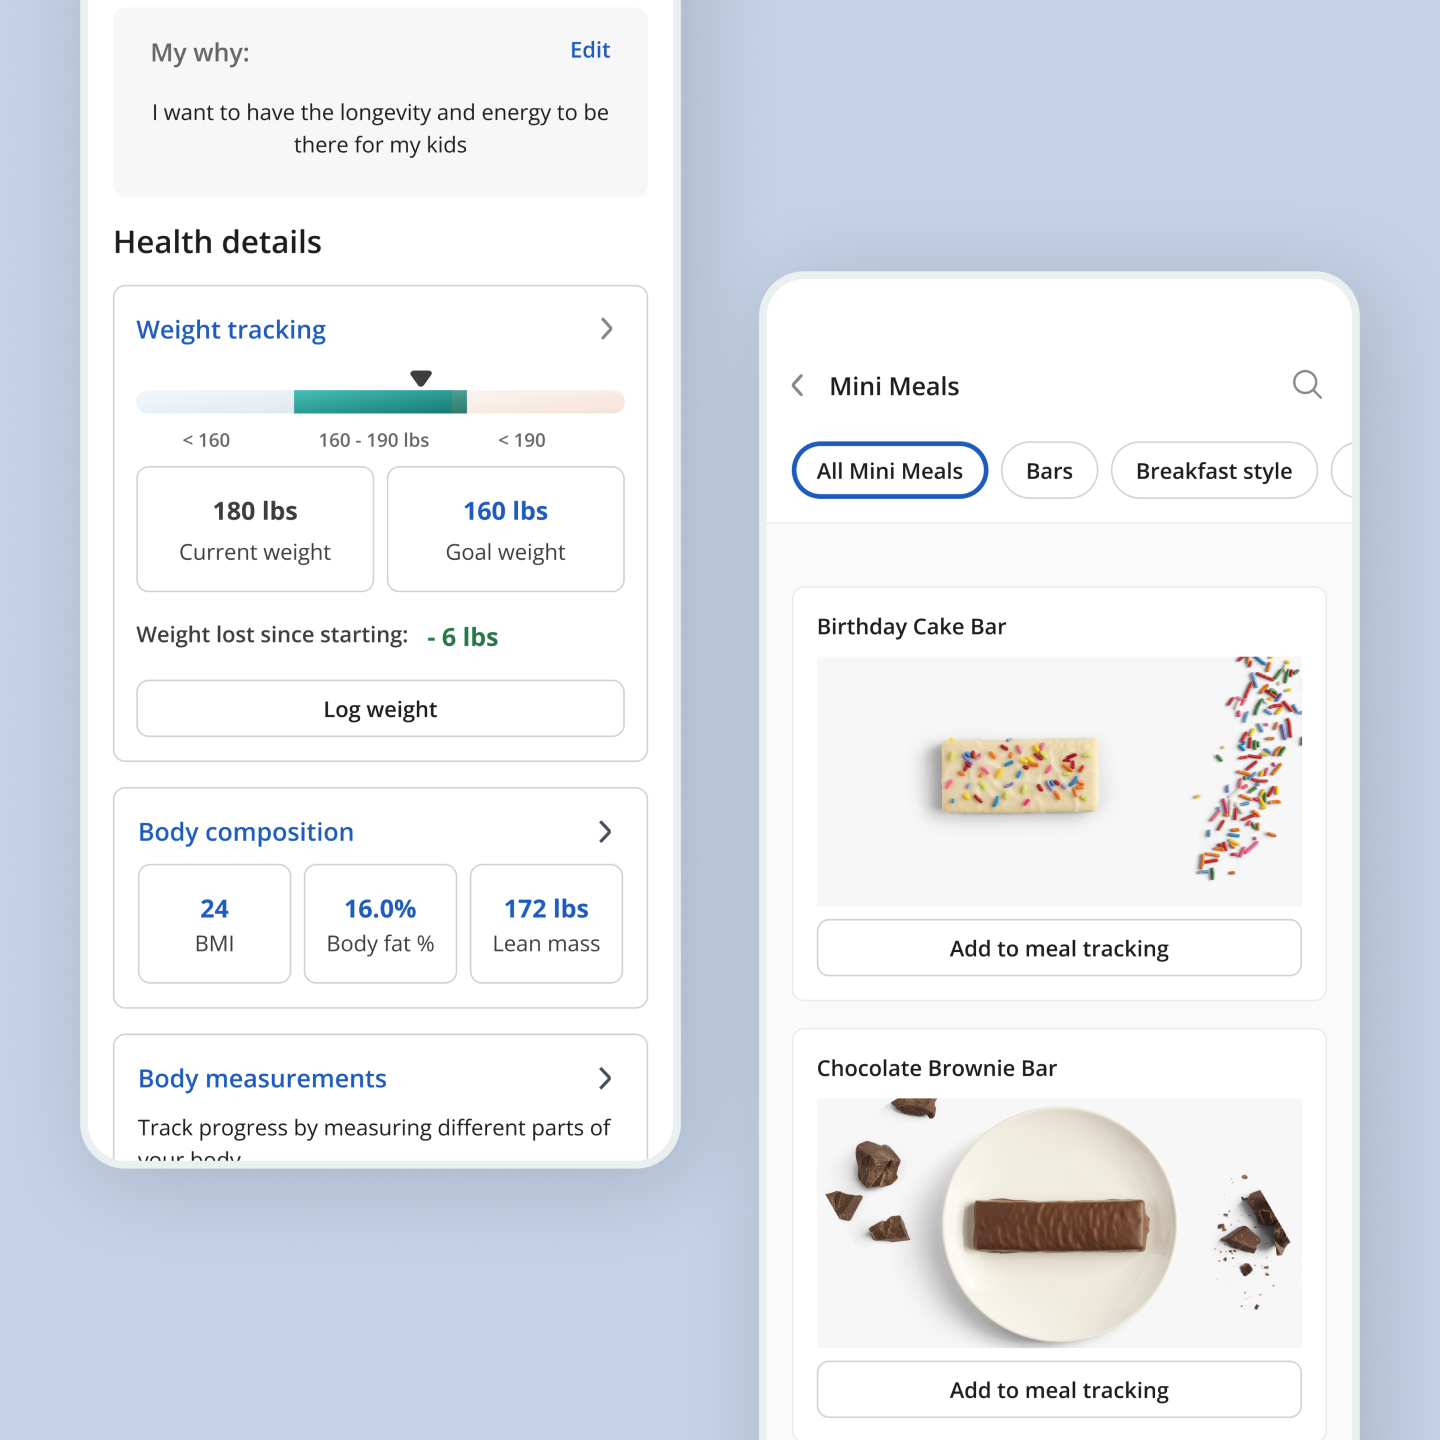 My why:
Edit
I want to have the longevity and energy to be
there for my kids
Health details
Weight tracking
< 160
160 - 190 lbs
< 190
180 lbs
Current weight
160 lbs
Goal weight
Weight lost since starting: - 6 lbs
Log weight
Body composition
24
BMI
16.0%
Body fat %
172 lbs
Lean mass
Body measurements
Track progress by measuring different parts of
your body
Mini Meals
All Mini Meals
Bars
Breakfast style
Birthday Cake Bar
Add to meal tracking
Chocolate Brownie Bar
Add to meal tracking